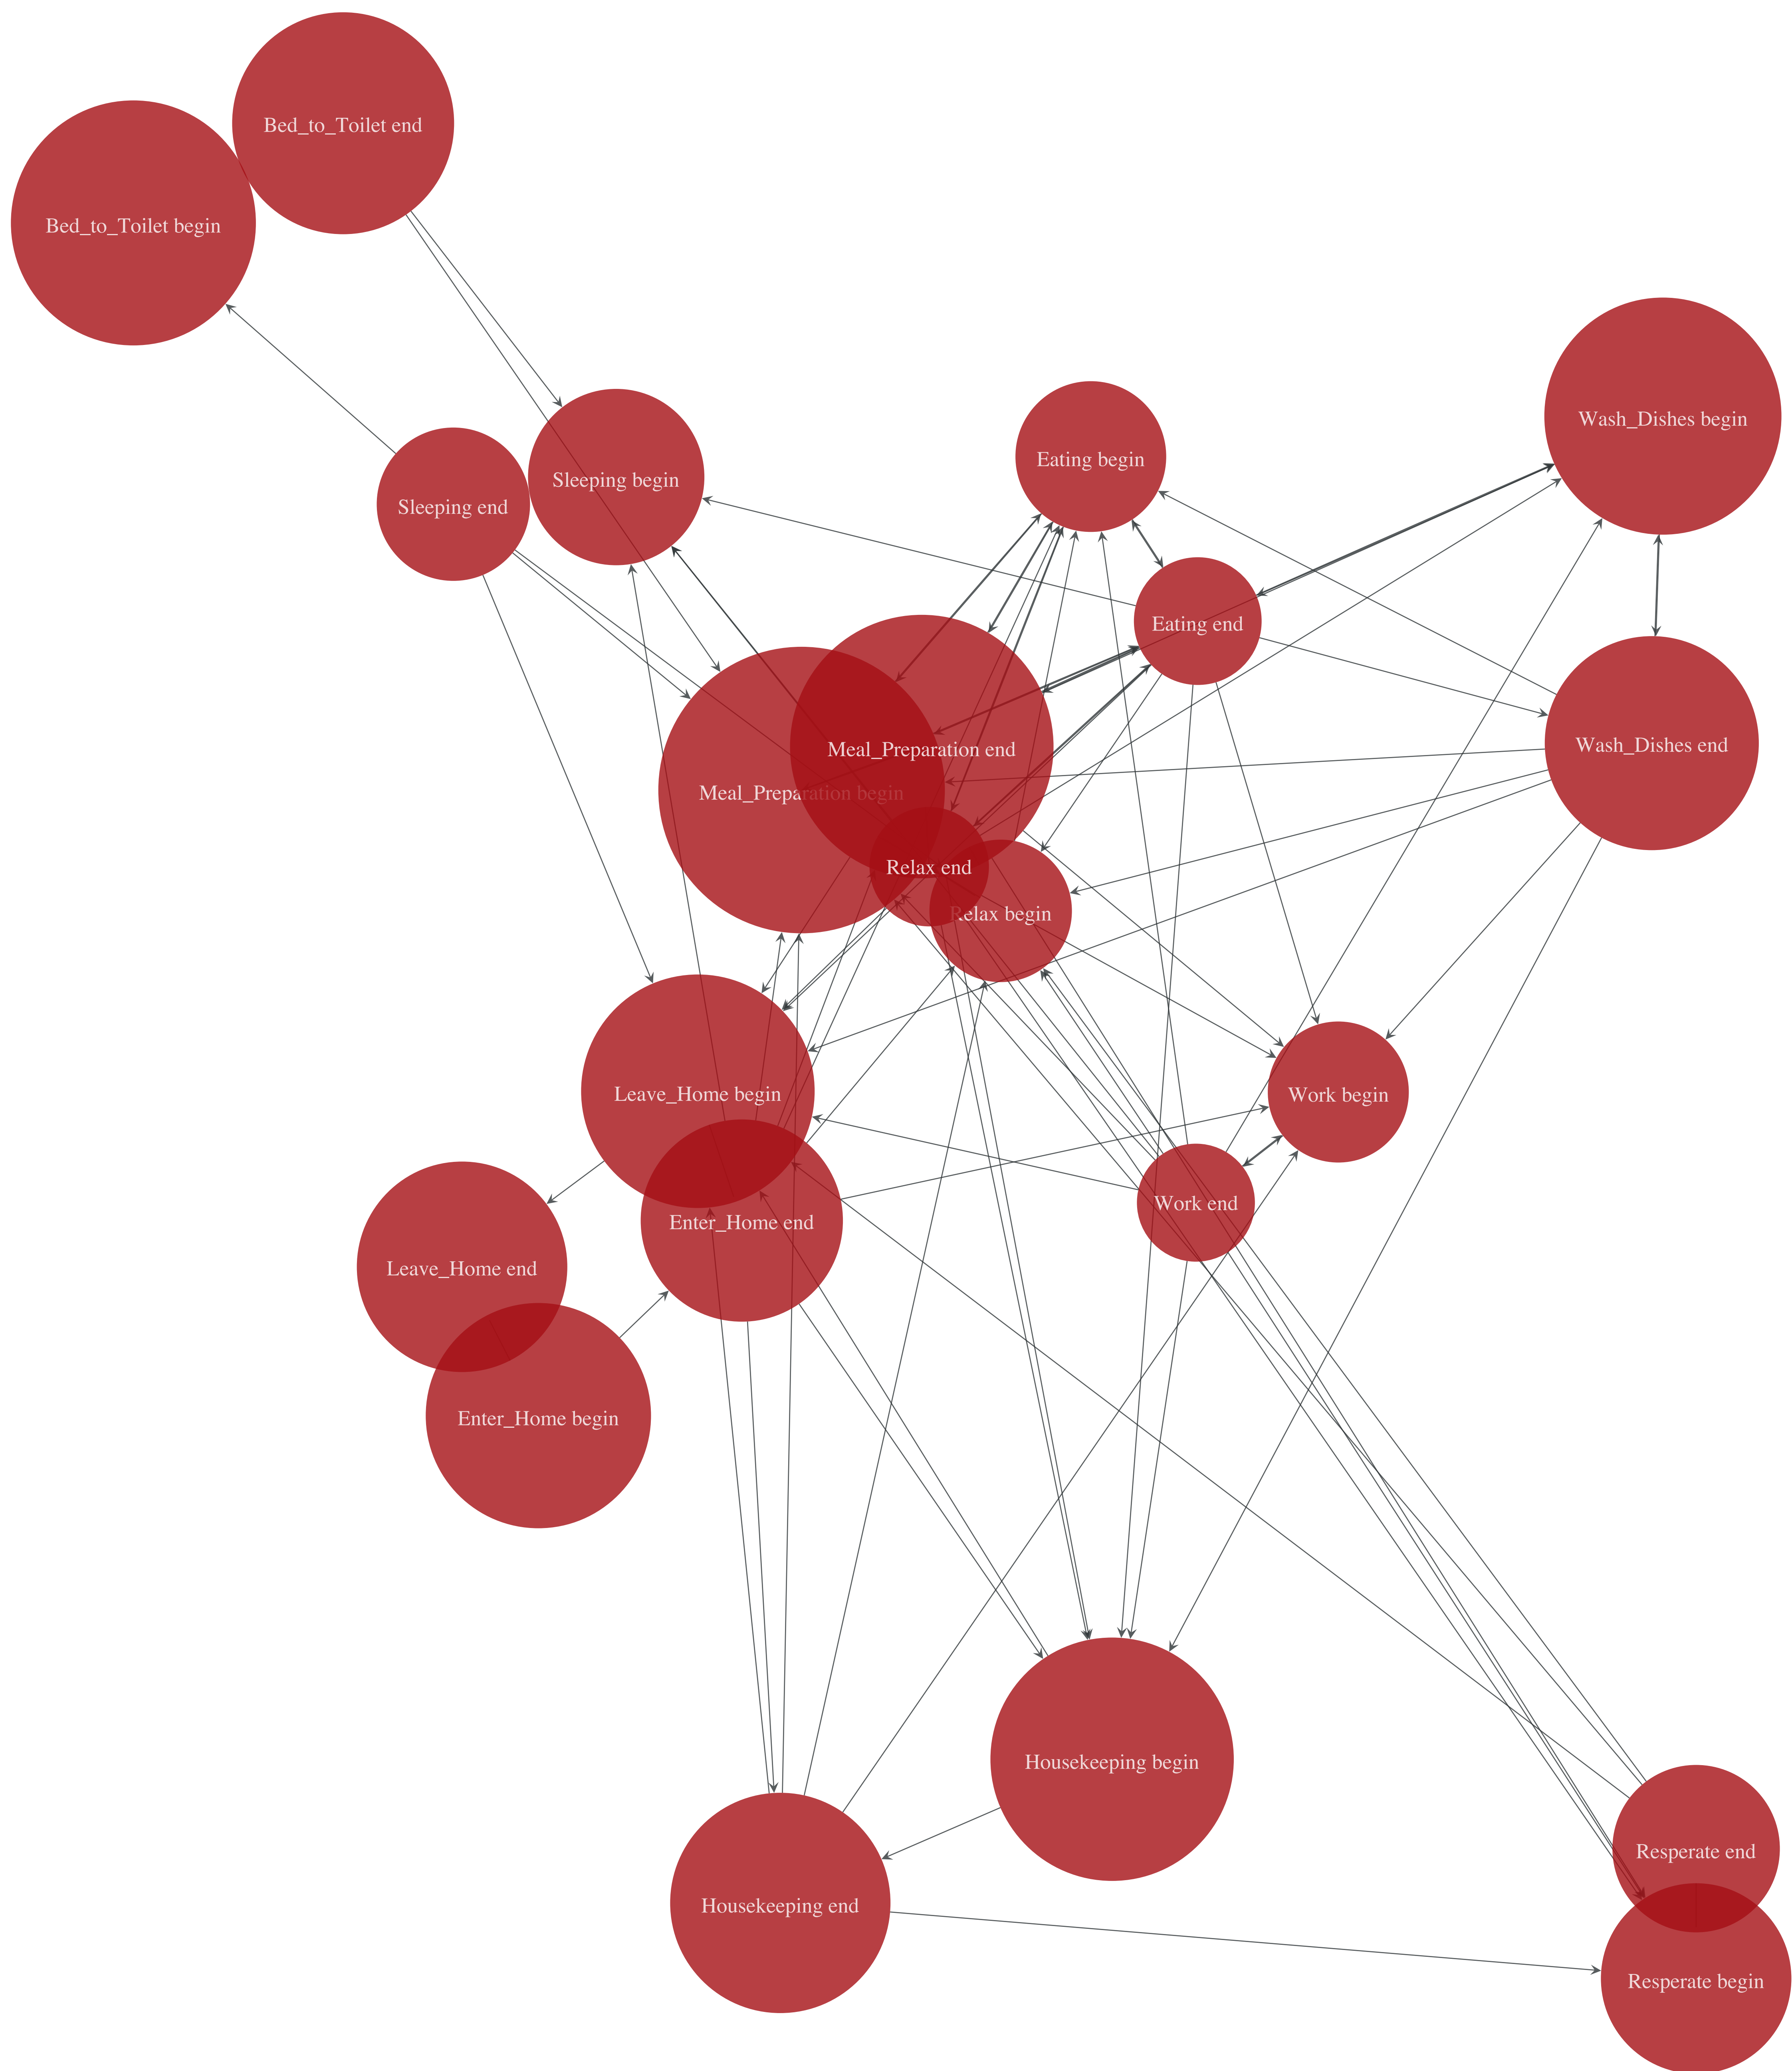 Bed_to_Toilet end
Bed_to_Toilet begin
Wash_Dishes begin
Eating begin
Sleeping begin
Sleeping end
Eating end
Wash_Dishes end
Meal_Preparation end
Meal_Preparation begin
Relax end
Relax begin
Leave_Home begin
Work begin
Work end
Enter_Home end
Leave_Home end
Enter_Home begin
Housekeeping begin
Resperate end
Housekeeping end
Resperate begin